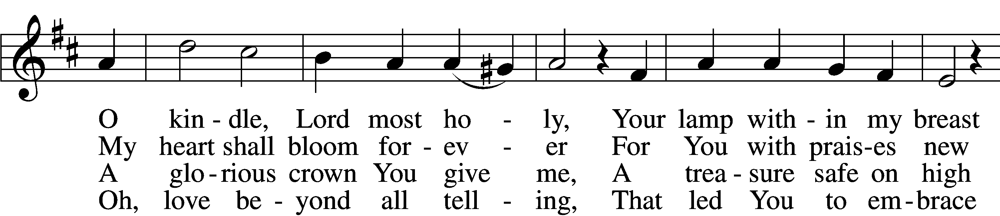 O kin - dle, Lord most ho - ly, Your lamp with - in my breast
My heart shall bloom for - ev - er For You with prais-es new
A glo - rious crown You give me, A trea - sure safe on high
Oh, love be - yond all tell - ing, That led You to em - brace